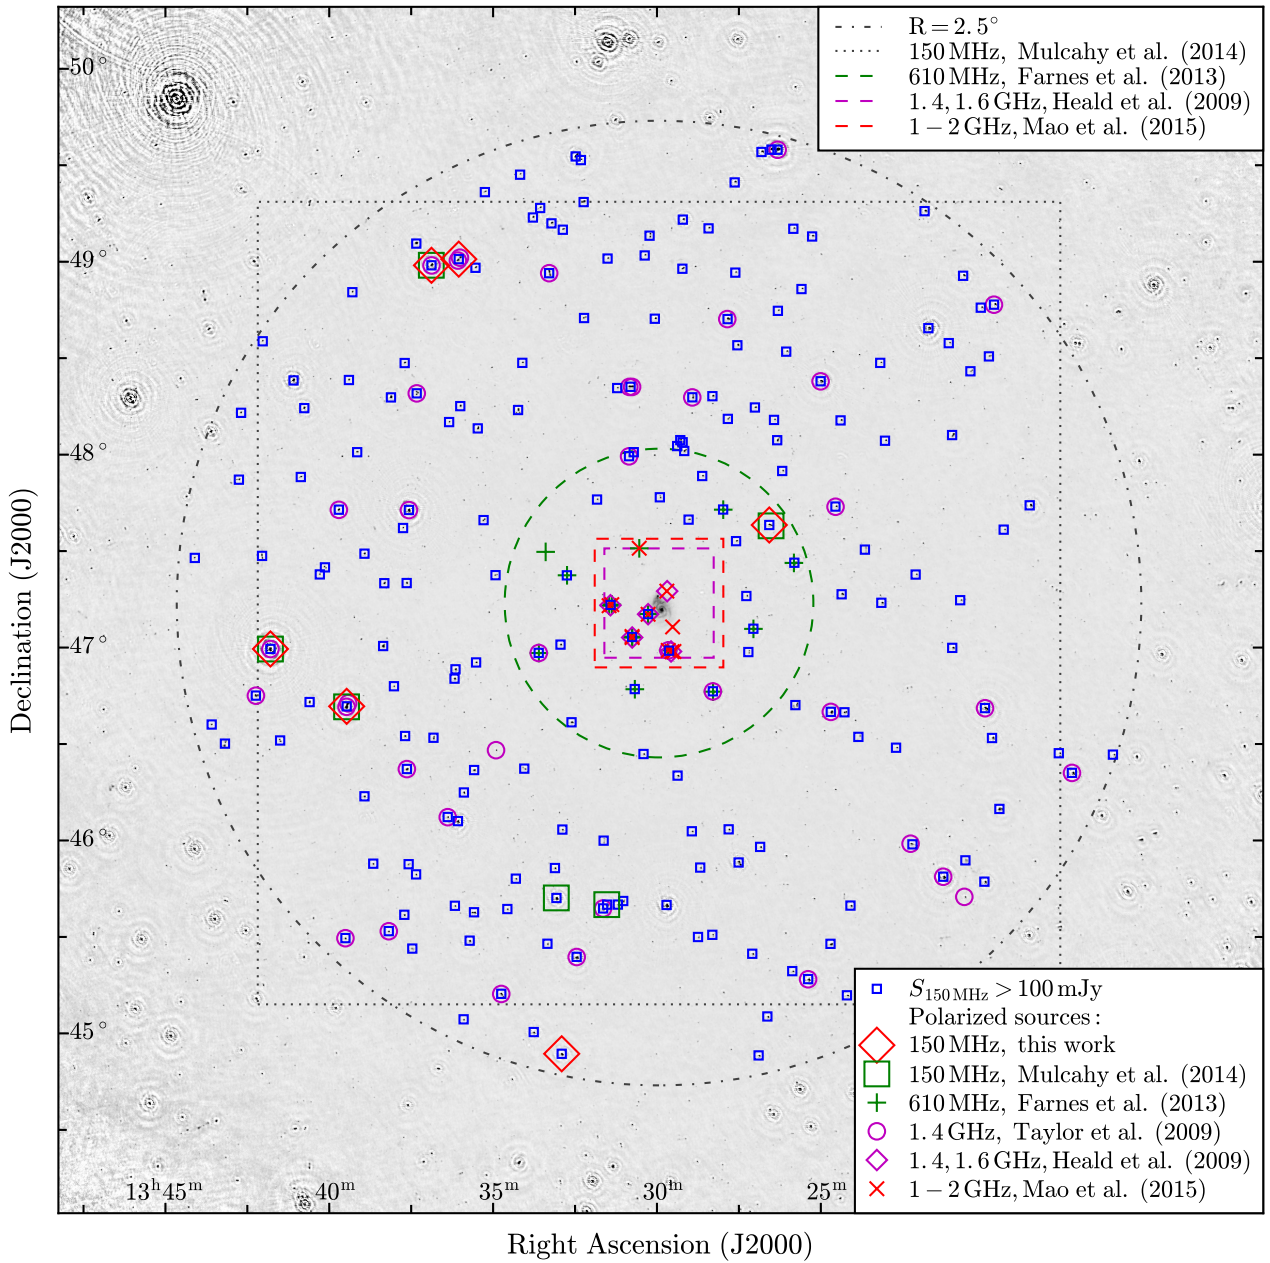 R = 2.5°
150 MHz, Mulcahy et al. (2014)
610 MHz, Farnes et al. (2013)
1.4, 1.6 GHz, Heald et al. (2009)
1 − 2 GHz, Mao et al. (2015)
50°
49°
48°
47°
46°
45°
Declination (J2000)
S150 MHz > 100 mJy
Polarized sources:
150 MHz, this work
150 MHz, Mulcahy et al. (2014)
610 MHz, Farnes et al. (2013)
1.4 GHz, Taylor et al. (2009)
1.4, 1.6 GHz, Heald et al. (2009)
1 − 2 GHz, Mao et al. (2015)
13h45m 40m 35m 30m 25m
Right Ascension (J2000)